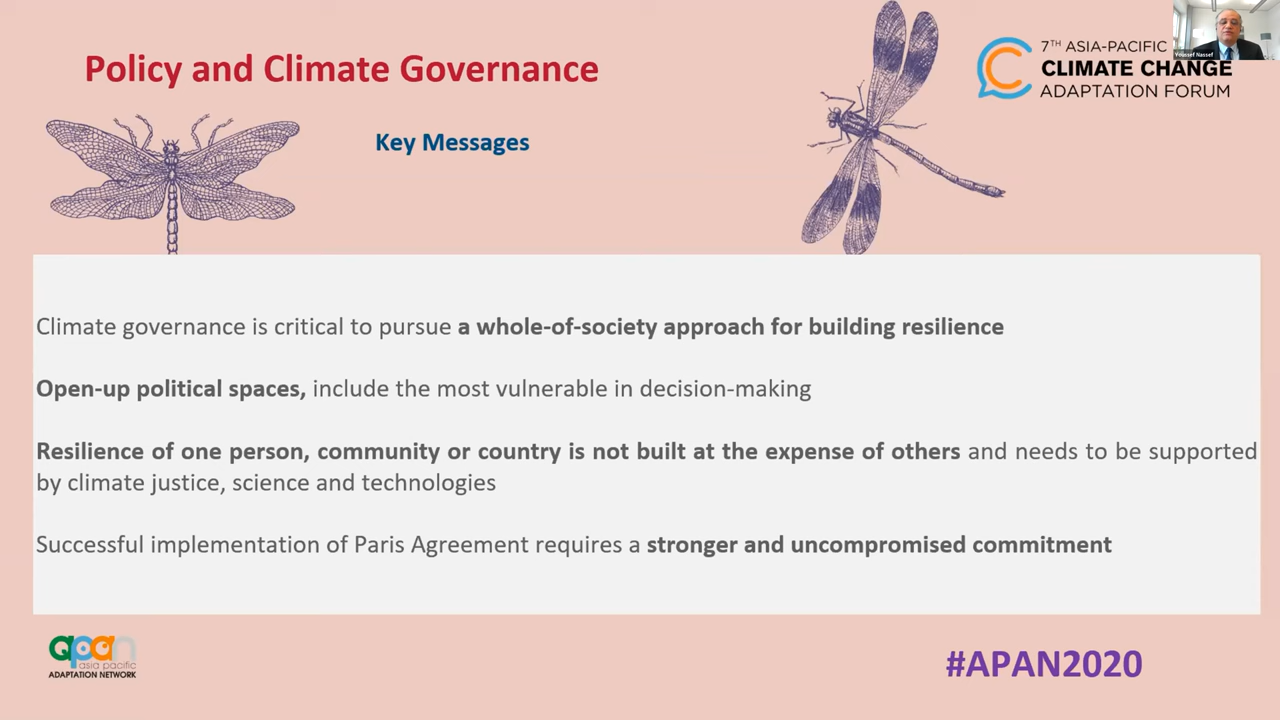 Policy and Climate Governance
7TH ASIA-PACIFIC
CLIMATE CHANGE
ADAPTATION FORUM
Youssef Nassef
Key Messages
Climate governance is critical to pursue a whole-of-society approach for building resilience
Open-up political spaces, include the most vulnerable in decision-making
Resilience of one person, community or country is not built at the expense of others and needs to be supported
by climate justice, science and technologies
Successful implementation of Paris Agreement requires a stronger and uncompromised commitment
apan
asia pacific
ADAPTATION NETWORK
#APAN2020